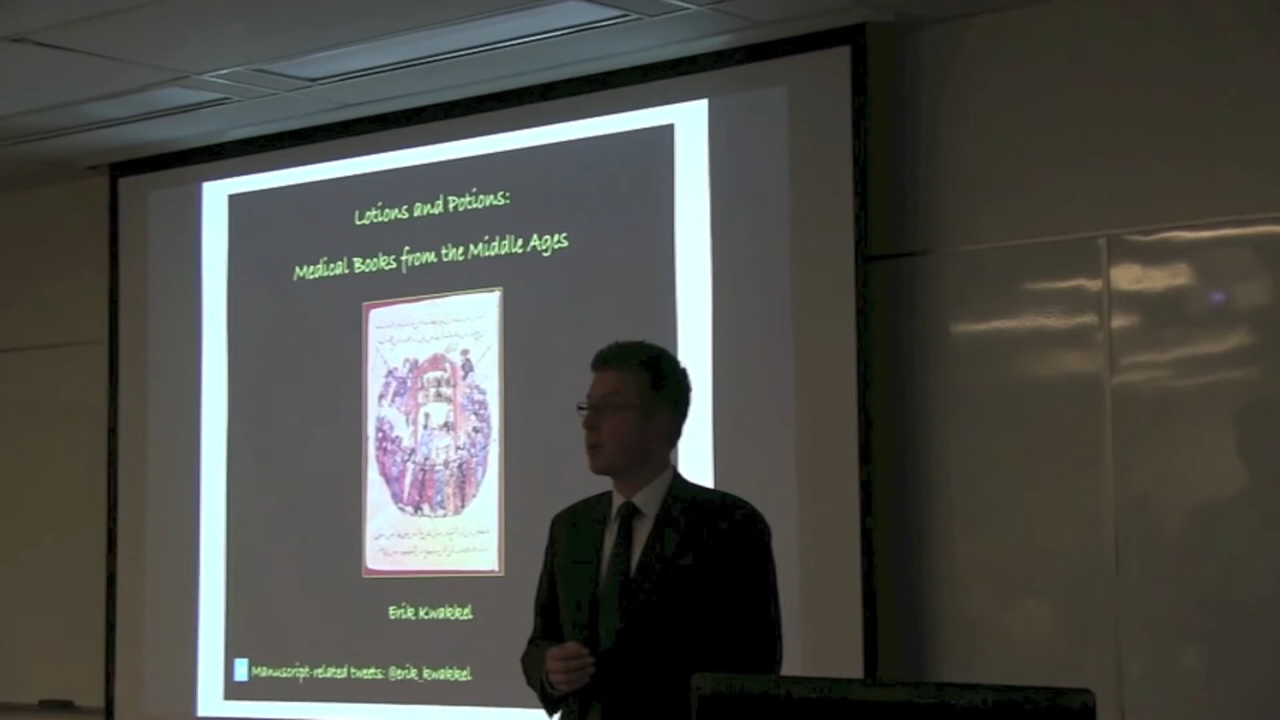 Lotions and Potions:
Medical Books from the Middle Ages
Erik Kwakkel
Manuscript-related tweets: @erik_kwakkel